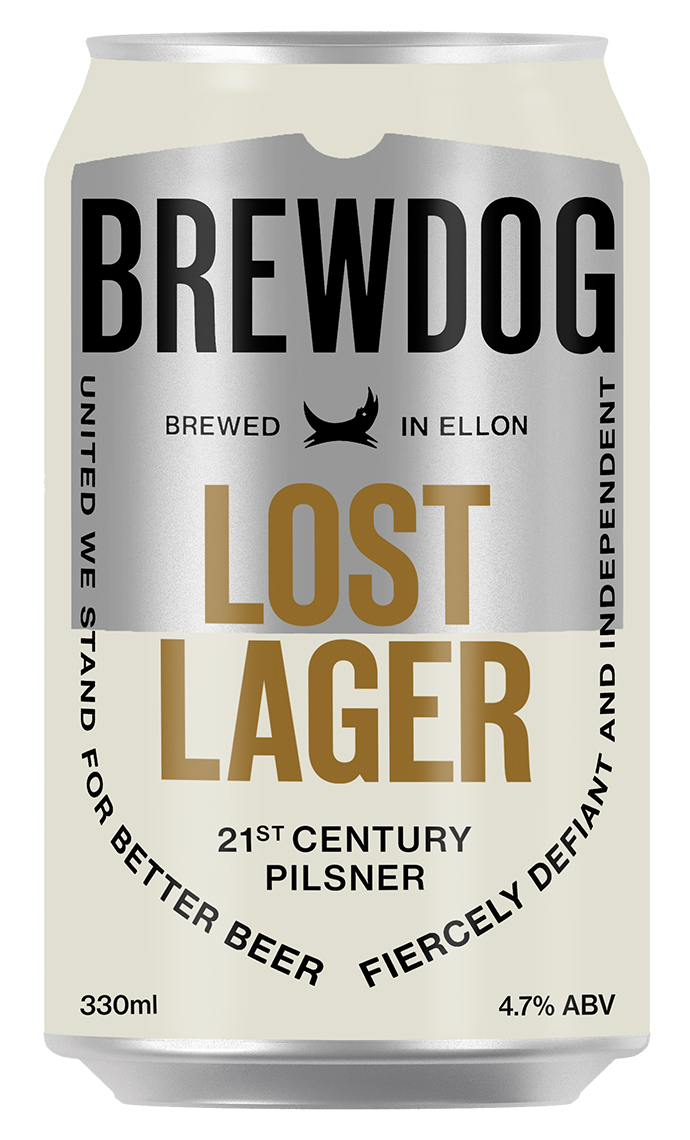 BREWDOG
BREWED IN ELLON
LOST
LAGER
21ST CENTURY
PILSNER
UNITED WE STAND FOR BETTER BEER
FIERCELY DEFIANT AND INDEPENDENT
330ml
4.7% ABV